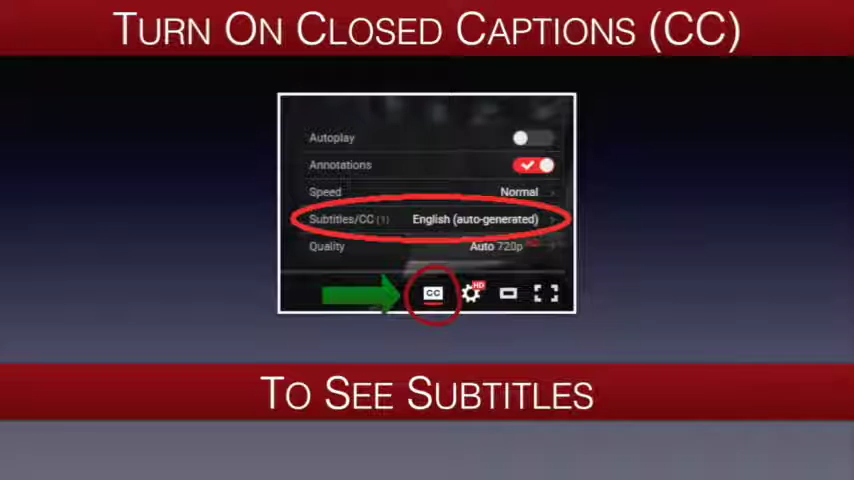 TURN ON CLOSED CAPTIONS (CC)
Autoplay
Annotations
Speed Normal
Subtitles/CC (1) English (auto-generated)
Quality Auto 720p
CC HD
TO SEE SUBTITLES